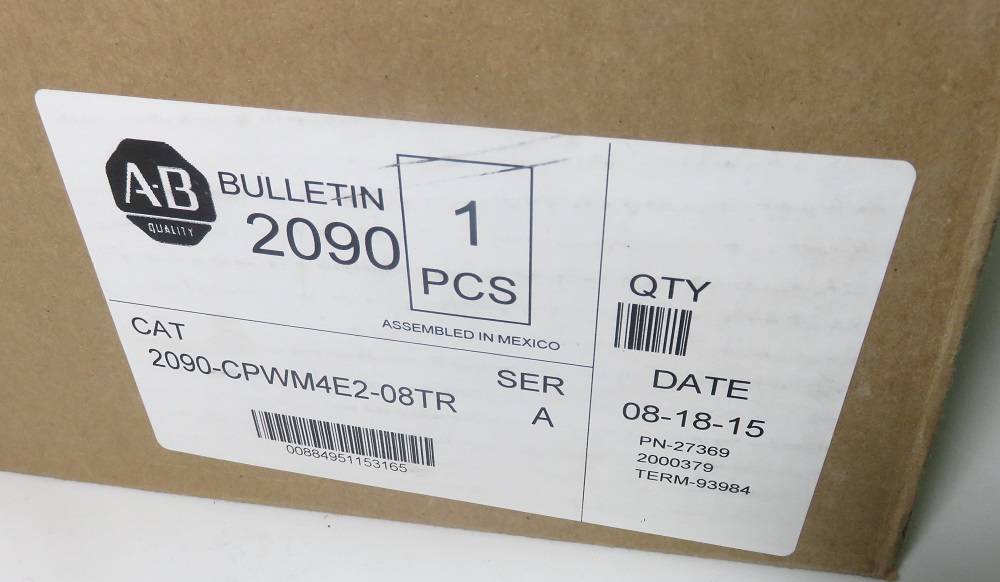 A-B
QUALITY
BULLETIN
2090
1
PCS
ASSEMBLED IN MEXICO
CAT
2090-CPWM4E2-08TR
SER
A
00884951153165
QTY
DATE
08-18-15
PN-27369
2000379
TERM-93984